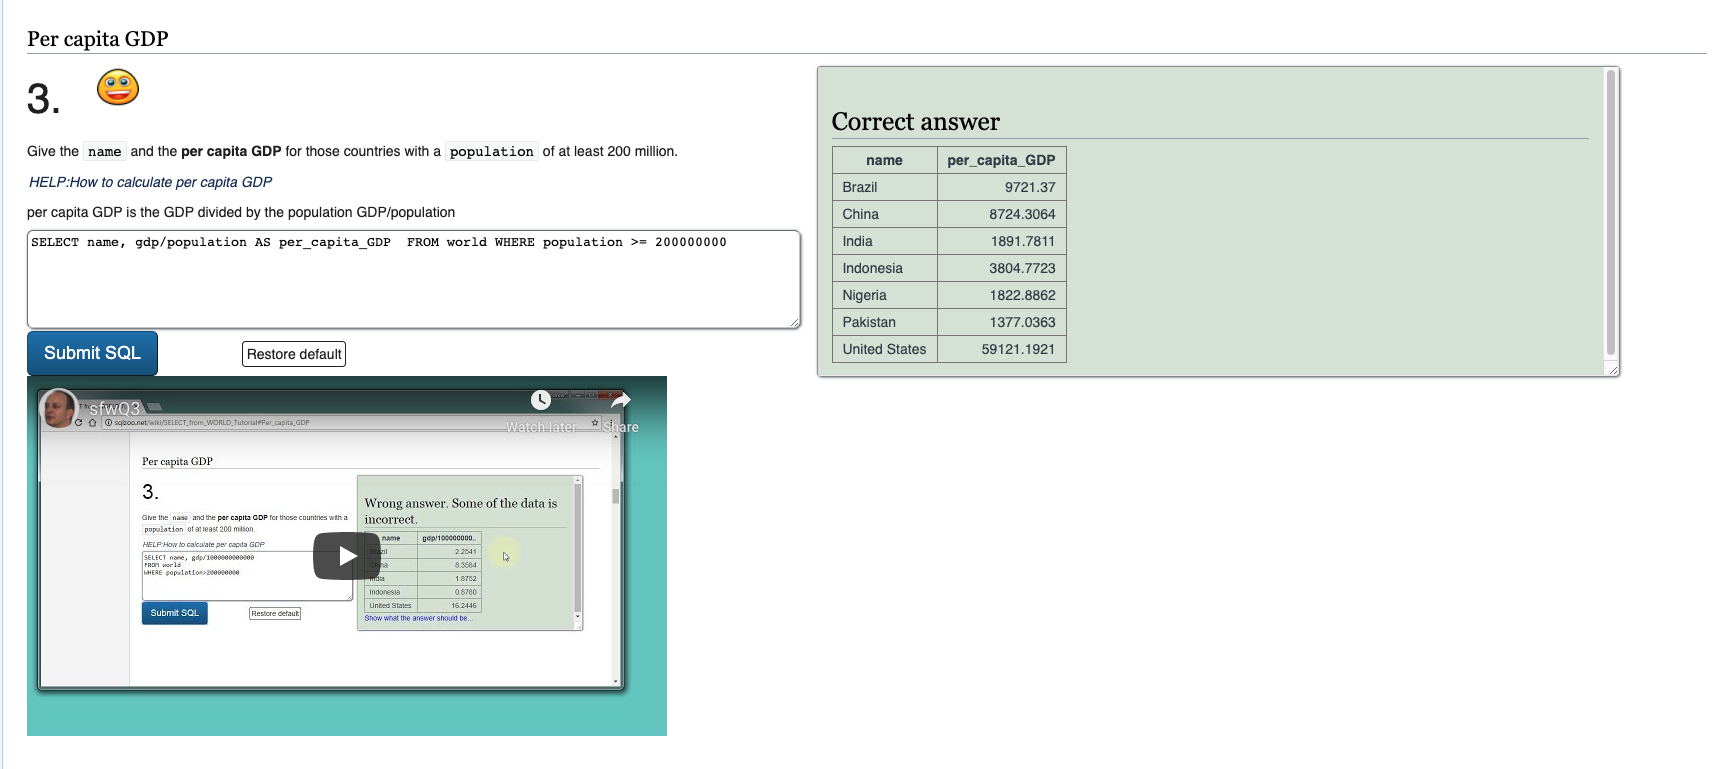 Per capita GDP
3.
Give the name and the per capita GDP for those countries with a population of at least 200 million.
HELP:How to calculate per capita GDP
per capita GDP is the GDP divided by the population GDP/population
SELECT name, gdp/population AS per_capita_GDP  FROM world WHERE population >= 200000000
Submit SQL
Restore default
Correct answer
name per_capita_GDP
Brazil 9721.37
China 8724.3064
India 1891.7811
Indonesia 3804.7723
Nigeria 1822.8862
Pakistan 1377.0363
United States 59121.1921
sfwQ3
Watch later
Share
sqlzoo.net/wiki/SELECT_from_WORLD_Tutorial#Per_capita_GDP
Per capita GDP
3.
Give the name and the per capita GDP for those countries with a
population of at least 200 million.
HELP:How to calculate per capita GDP
SELECT name, gdp/1000000000000
FROM world
WHERE population>200000000
Submit SQL
Restore default
Wrong answer. Some of the data is
incorrect.
name gdp/100000000..
2.2541
8.3584
1.8752
Indonesia 0.8780
United States 16.2446
Show what the answer should be...